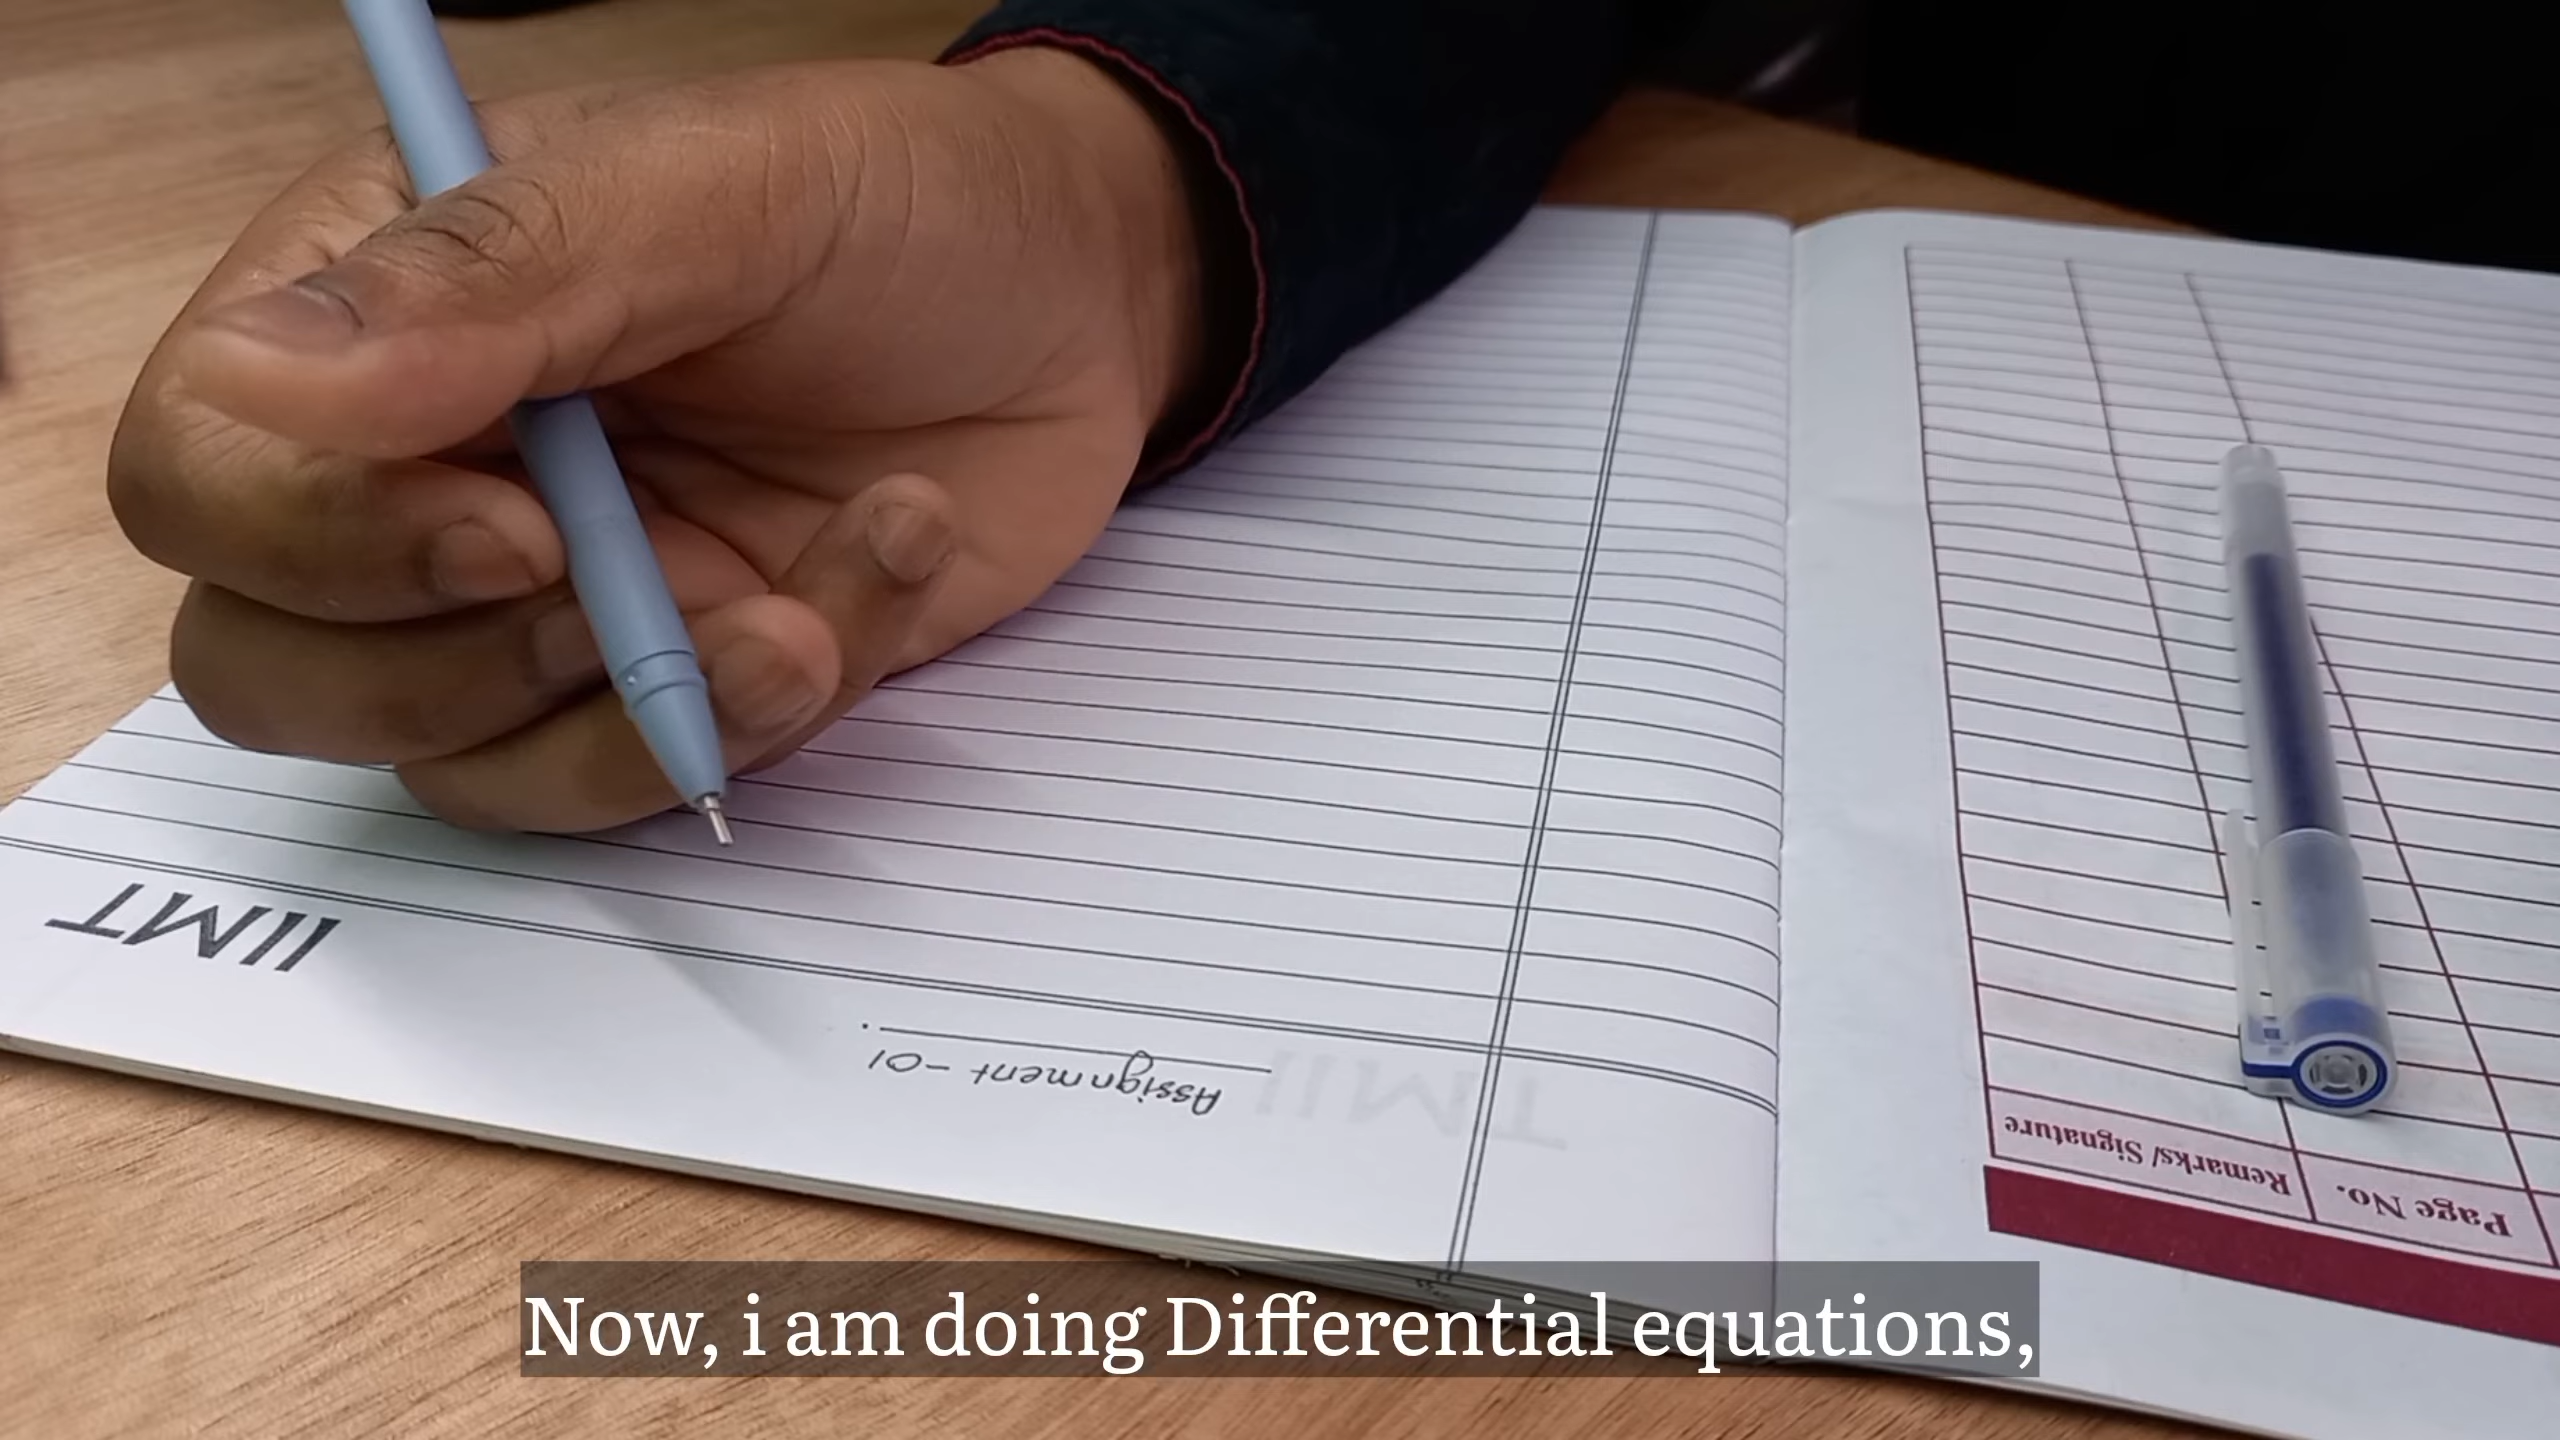 IIMT
Assignment - 01
Page No.
Remarks/ Signature
Now, i am doing Differential equations,